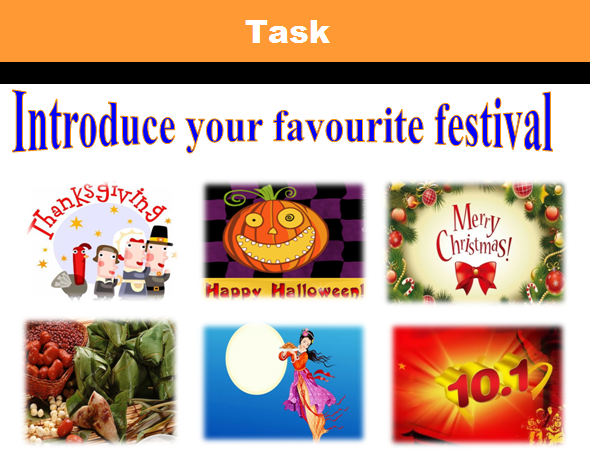 Task
Introduce your favourite festival
Thanksgiving
Happy Halloween!
Merry
Christmas!
10.1